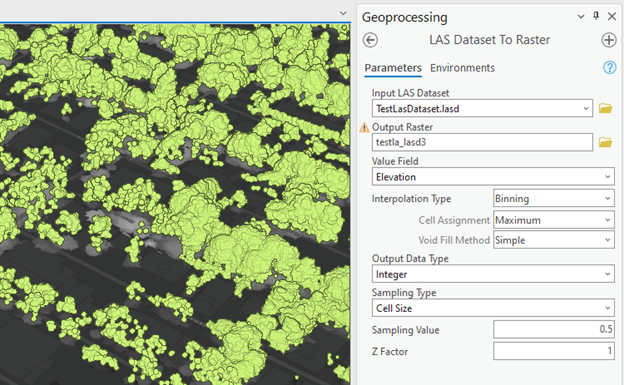 Geoprocessing
LAS Dataset To Raster
Parameters Environments
Input LAS Dataset
TestLasDataset.lasd
Output Raster
testla_lasd3
Value Field
Elevation
Interpolation Type Binning
Cell Assignment Maximum
Void Fill Method Simple
Output Data Type
Integer
Sampling Type
Cell Size
Sampling Value 0.5
Z Factor 1